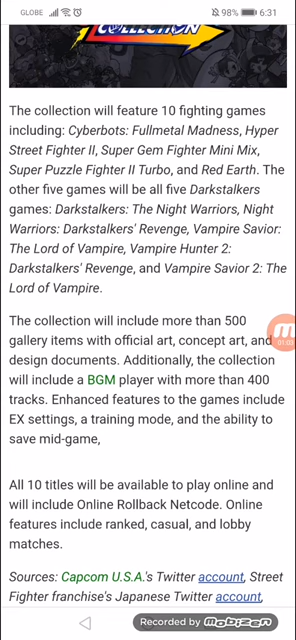 GLOBE 98% 6:31
COLLECTION
The collection will feature 10 fighting games
including: Cyberbots: Fullmetal Madness, Hyper
Street Fighter II, Super Gem Fighter Mini Mix,
Super Puzzle Fighter II Turbo, and Red Earth. The
other five games will be all five Darkstalkers
games: Darkstalkers: The Night Warriors, Night
Warriors: Darkstalkers' Revenge, Vampire Savior:
The Lord of Vampire, Vampire Hunter 2:
Darkstalkers' Revenge, and Vampire Savior 2: The
Lord of Vampire.
The collection will include more than 500
gallery items with official art, concept art, and
design documents. Additionally, the collection
will include a BGM player with more than 400
tracks. Enhanced features to the games include
EX settings, a training mode, and the ability to
save mid-game,
M
01:03
All 10 titles will be available to play online and
will include Online Rollback Netcode. Online
features include ranked, casual, and lobby
matches.
Sources: Capcom U.S.A.'s Twitter account, Street
Fighter franchise's Japanese Twitter account,
Recorded by mobizen